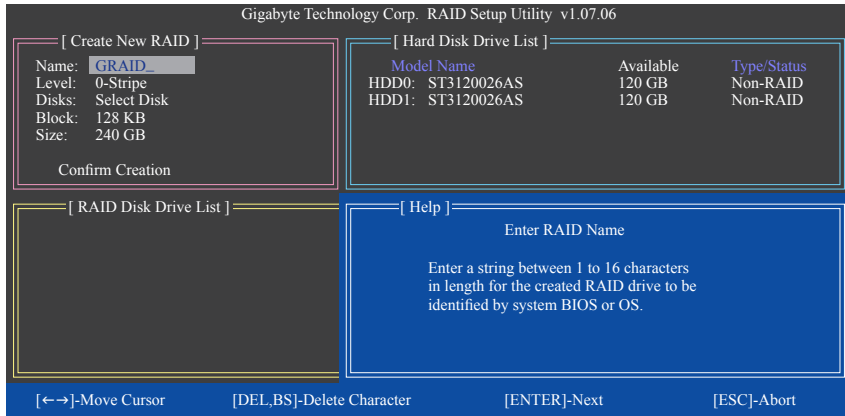 Gigabyte Technology Corp. RAID Setup Utility v1.07.06
[ Create New RAID ]
Name: GRAID_
Level: 0-Stripe
Disks: Select Disk
Block: 128 KB
Size: 240 GB
Confirm Creation
[ Hard Disk Drive List ]
Model Name Available Type/Status
HDD0: ST3120026AS 120 GB Non-RAID
HDD1: ST3120026AS 120 GB Non-RAID
[ RAID Disk Drive List ]
[ Help ]
Enter RAID Name
Enter a string between 1 to 16 characters
in length for the created RAID drive to be
identified by system BIOS or OS.
[←→]-Move Cursor [DEL,BS]-Delete Character [ENTER]-Next [ESC]-Abort